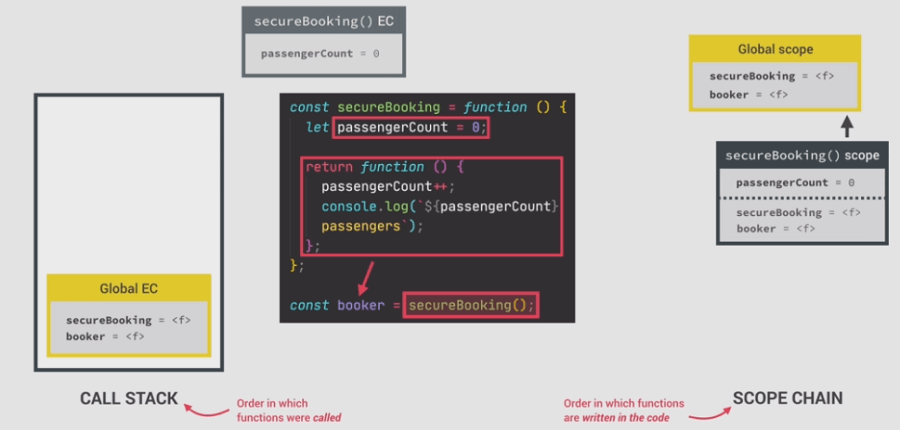 secureBooking() EC
passengerCount = 0
Global scope
secureBooking = <f>
booker = <f>
secureBooking() scope
passengerCount = 0
secureBooking = <f>
booker = <f>
const secureBooking = function () {
let passengerCount = 0;
return function () {
passengerCount++;
console.log(`${passengerCount}
passengers`);
};
};
const booker = secureBooking();
Global EC
secureBooking = <f>
booker = <f>
CALL STACK
Order in which
functions were called
Order in which functions
are written in the code
SCOPE CHAIN